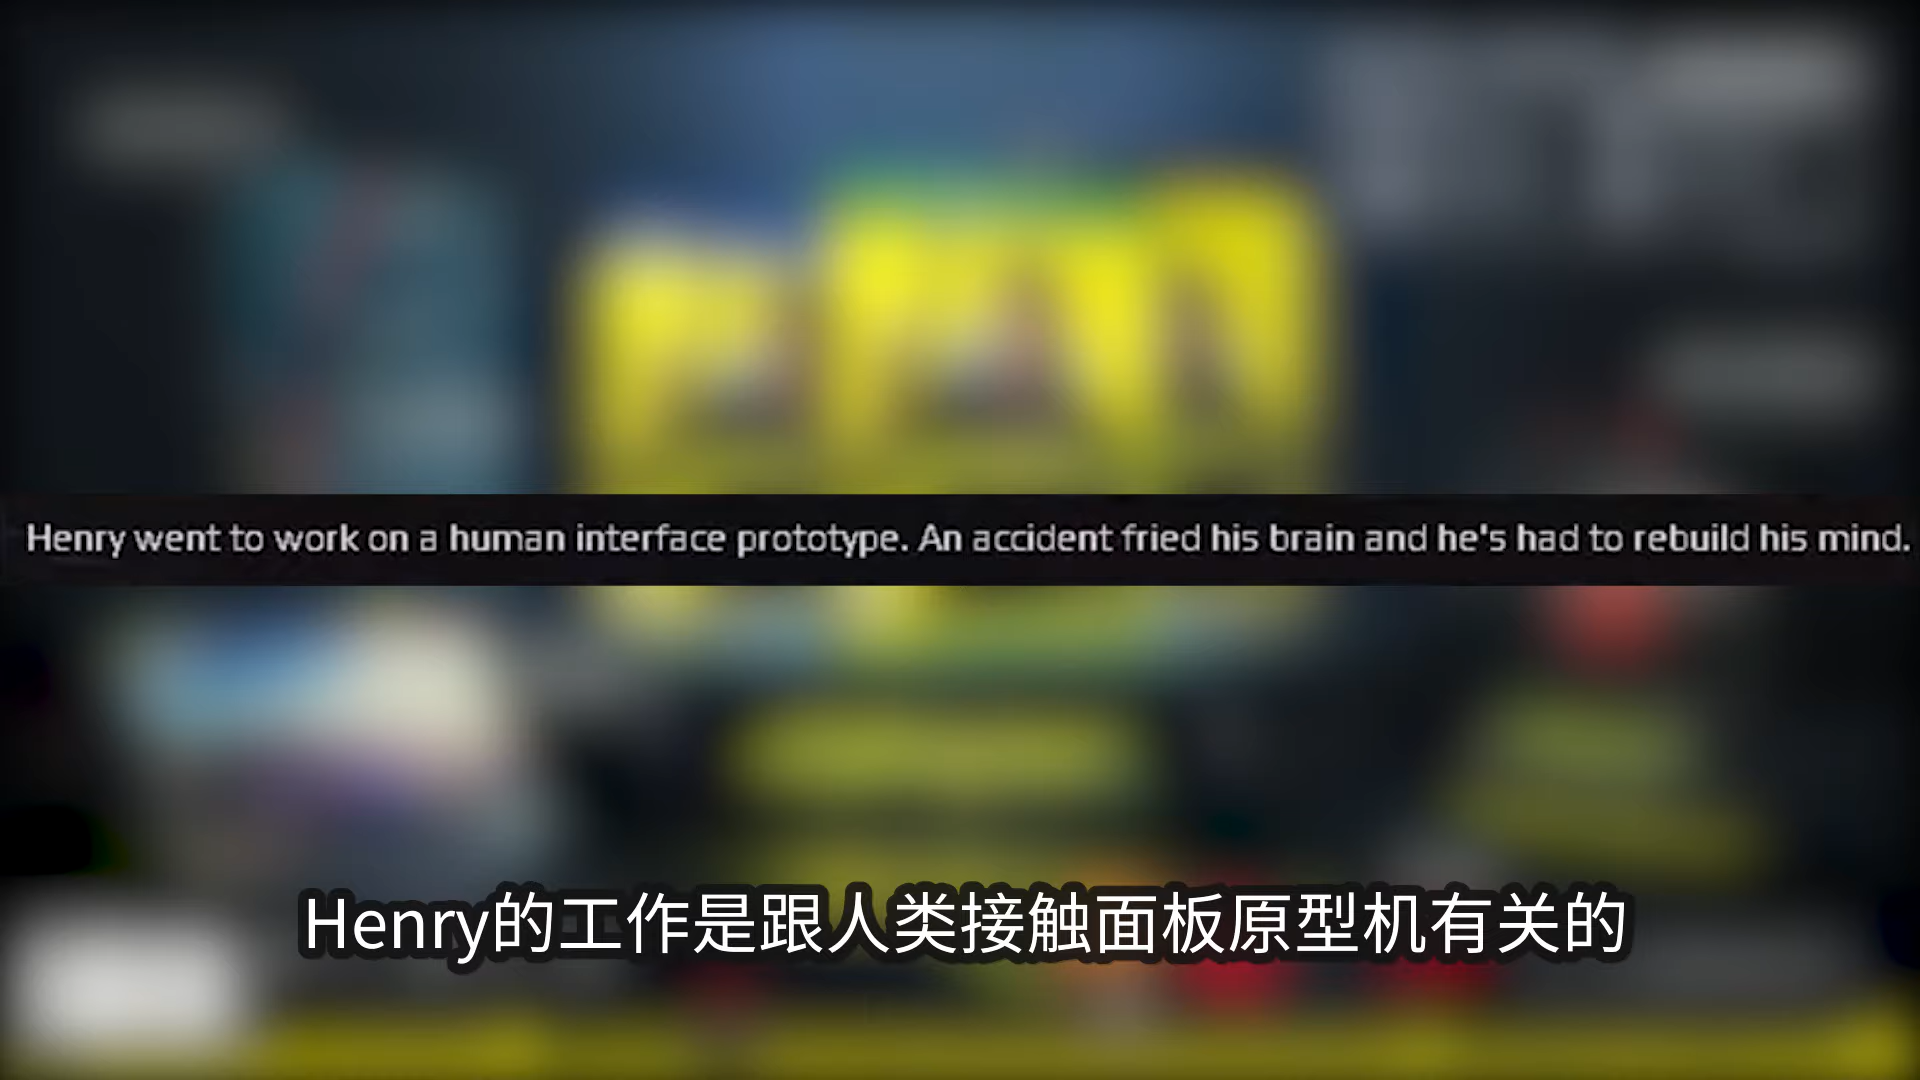 Henry went to work on a human interface prototype. An accident fried his brain and he's had to rebuild his mind.
Henry的工作是跟人类接触面板原型机有关的